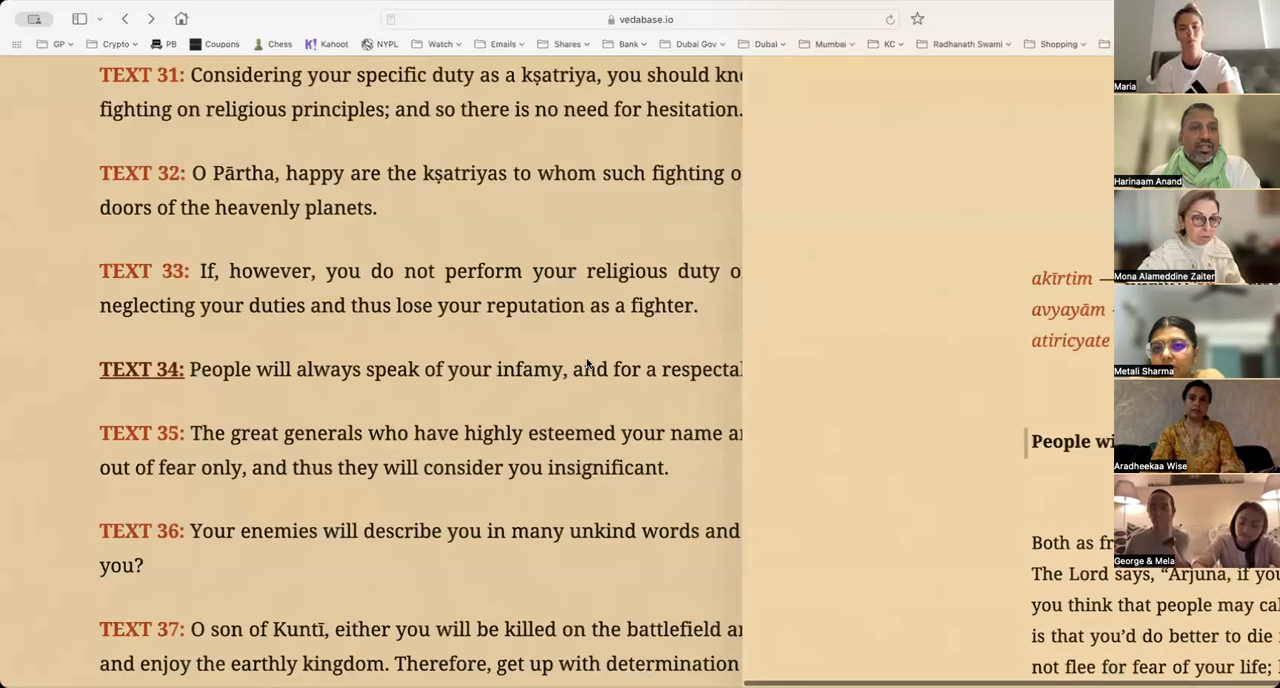 vedabase.io
GP
Crypto
PB
Coupons
Chess
Kahoot
NYPL
Watch
Emails
Shares
Bank
Dubai Gov
Dubai
Mumbai
KC
Radhanath Swami
Shopping
TEXT 31: Considering your specific duty as a kṣatriya, you should kno
fighting on religious principles; and so there is no need for hesitation.
TEXT 32: O Pārtha, happy are the kṣatriyas to whom such fighting o
doors of the heavenly planets.
TEXT 33: If, however, you do not perform your religious duty o
neglecting your duties and thus lose your reputation as a fighter.
TEXT 34: People will always speak of your infamy, and for a respectal
TEXT 35: The great generals who have highly esteemed your name a
out of fear only, and thus they will consider you insignificant.
TEXT 36: Your enemies will describe you in many unkind words and
you?
TEXT 37: O son of Kuntī, either you will be killed on the battlefield a
and enjoy the earthly kingdom. Therefore, get up with determination
akīrtim —
avyayām -
atiricyate
People wi
Both as fr
The Lord says, “Arjuna, if you
you think that people may cal
is that you’d do better to die
not flee for fear of your life;
Maria
Harinaam Anand
Mona Alameddine Zaiter
Metali Sharma
Aradheekaa Wise
George & Mela